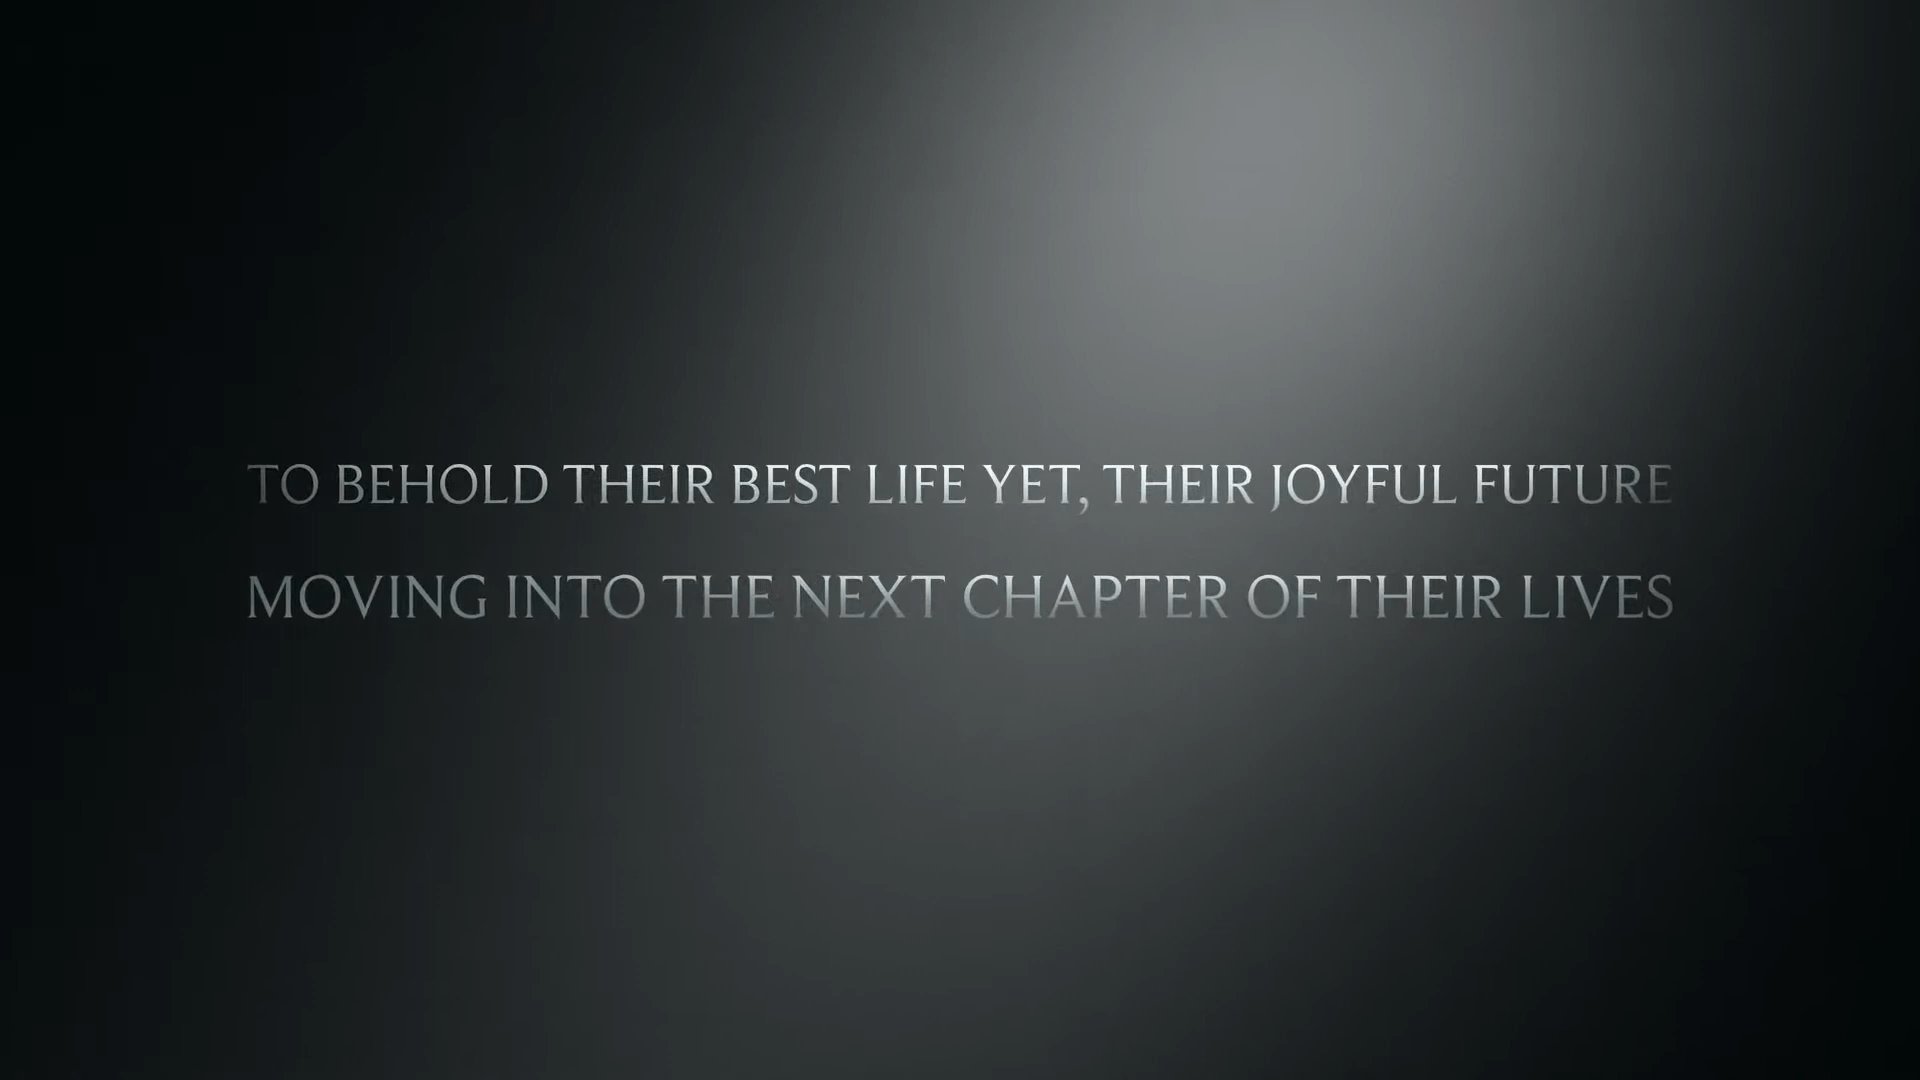 TO BEHOLD THEIR BEST LIFE YET, THEIR JOYFUL FUTURE
MOVING INTO THE NEXT CHAPTER OF THEIR LIVES